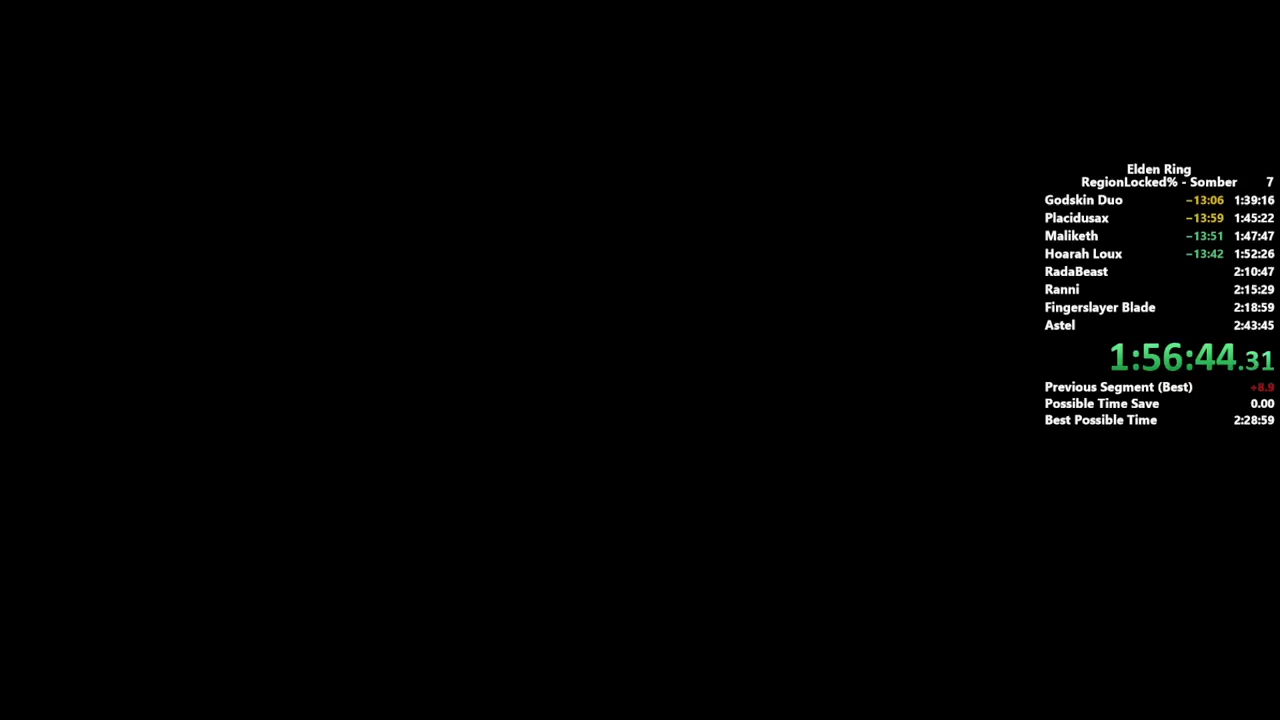 Elden Ring
RegionLocked% - Somber 7
Godskin Duo −13:06 1:39:16
Placidusax −13:59 1:45:22
Maliketh −13:51 1:47:47
Hoarah Loux −13:42 1:52:26
RadaBeast 2:10:47
Ranni 2:15:29
Fingerslayer Blade 2:18:59
Astel 2:43:45
1:56:44.31
Previous Segment (Best) +8.9
Possible Time Save 0.00
Best Possible Time 2:28:59